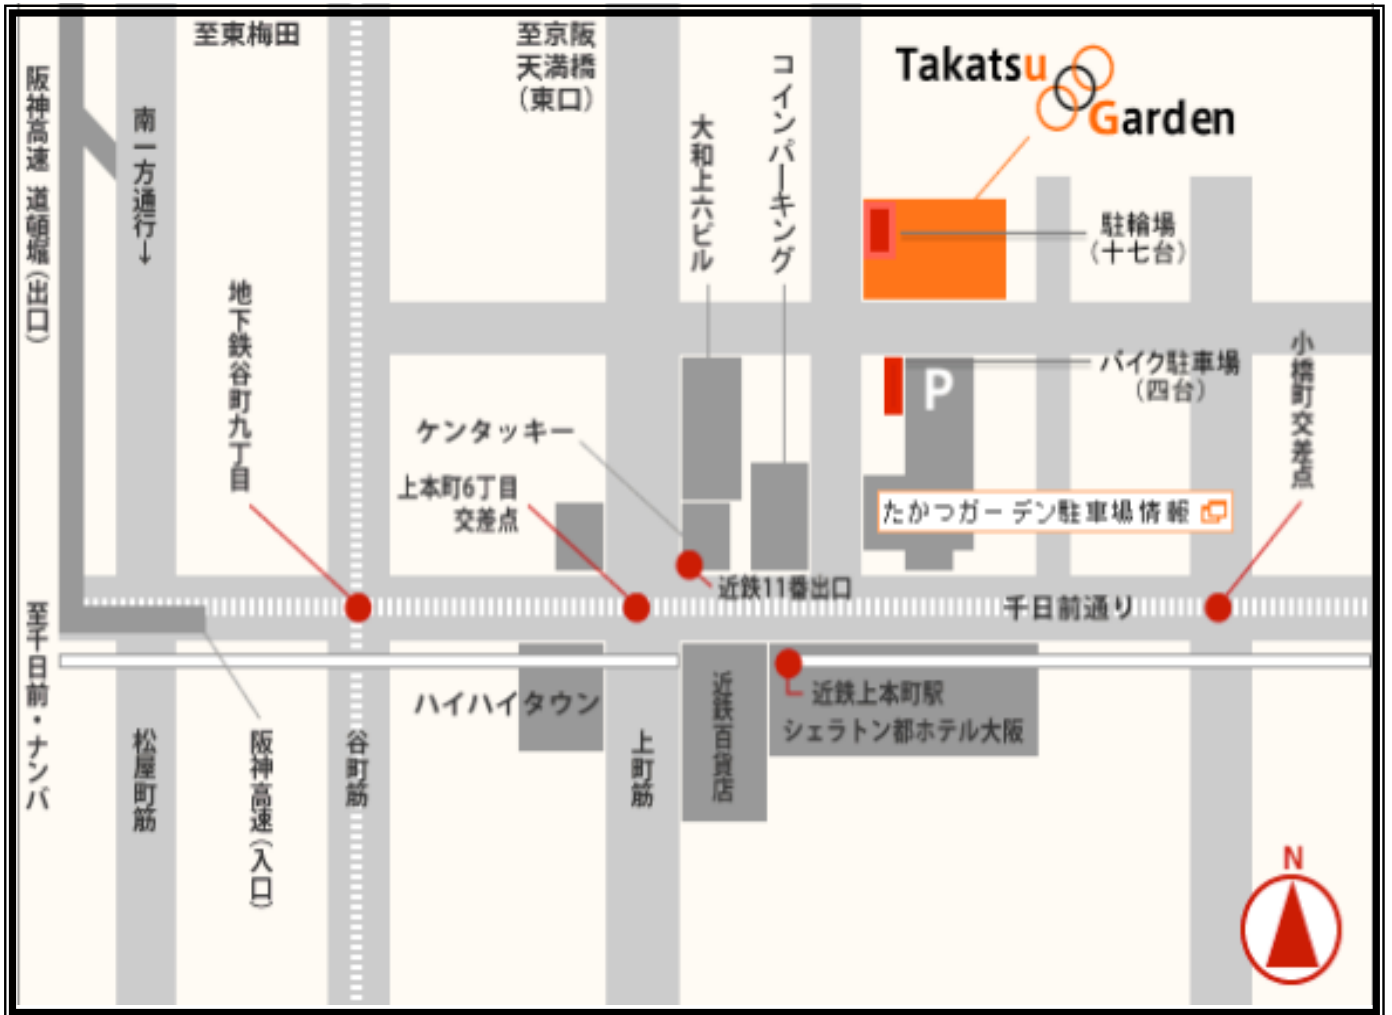 至東梅田
至京阪
天満橋
(東口)
Takatsu
Garden
阪神高速 道頓堀(出口)
南一方通行↓
大和上六ビル
コインパーキング
駐輪場
(十七台)
地下鉄谷町九丁目
小橋町交差点
バイク駐車場
(四台)
P
ケンタッキー
上本町6丁目
交差点
たかつガーデン駐車場情報
近鉄11番出口
千日前通り
至千日前・ナンバ
ハイハイタウン
近鉄百貨店
近鉄上本町駅
シェラトン都ホテル大阪
松屋町筋
阪神高速(入口)
谷町筋
上町筋
N